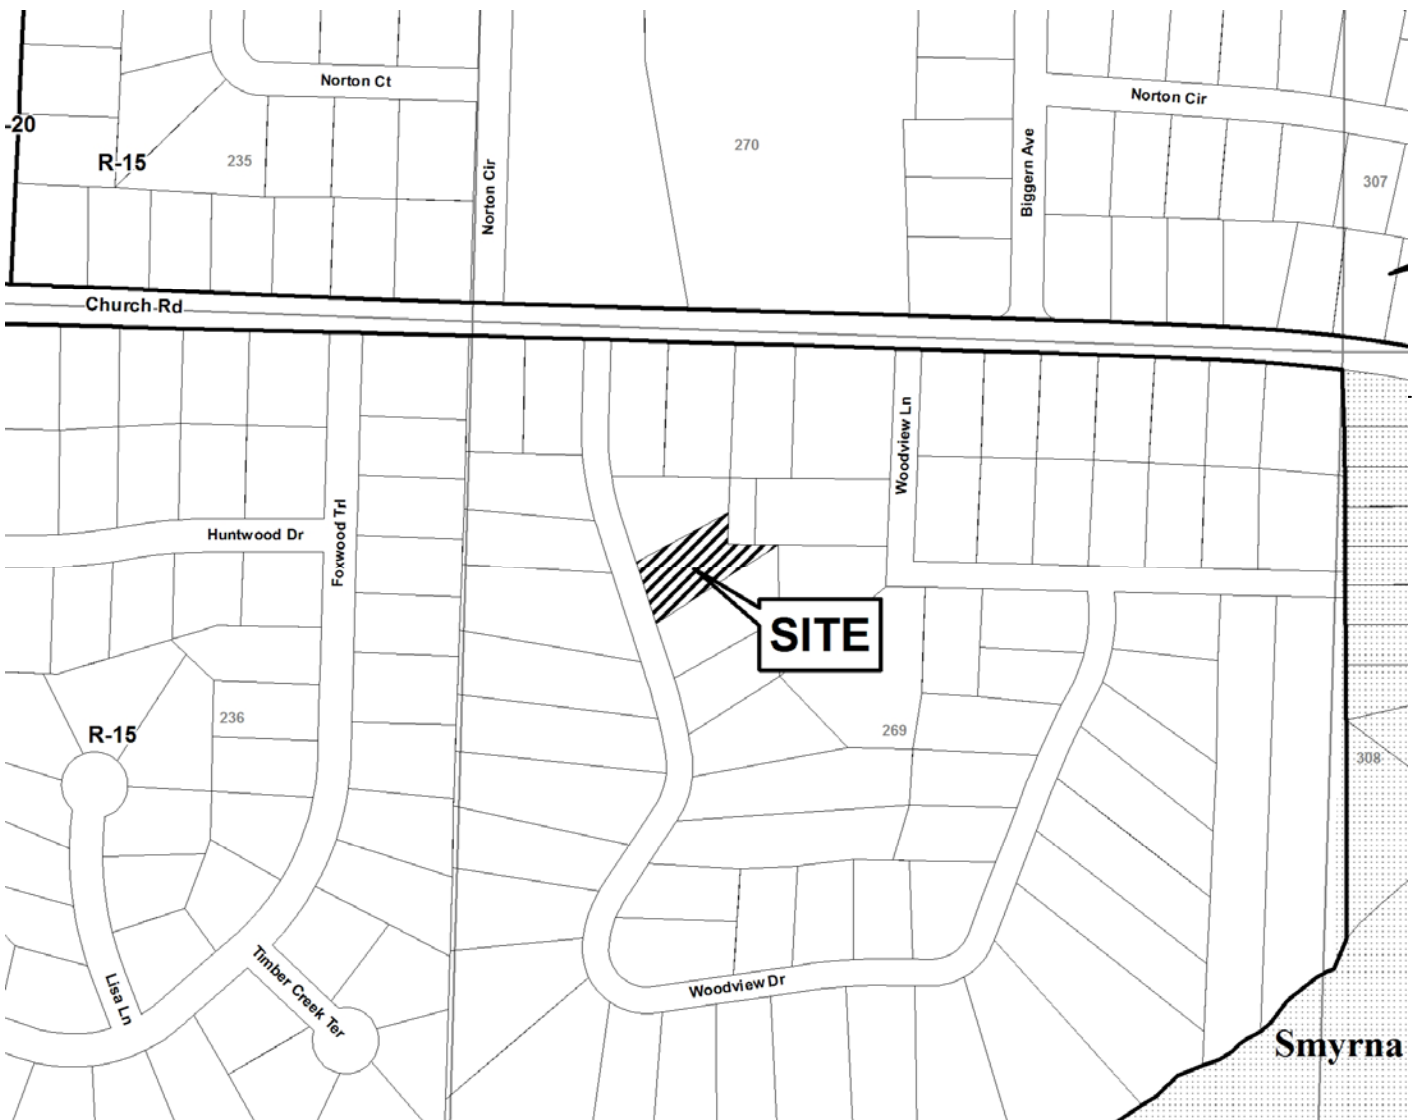 Norton Ct
Norton Cir
-20
R-15
235
270
Biggern Ave
Norton Cir
307
Church Rd
Woodview Ln
Huntwood Dr
Foxwood Trl
SITE
R-15
236
269
308
Lisa Ln
Timber Creek Ter
Woodview Dr
Smyrna